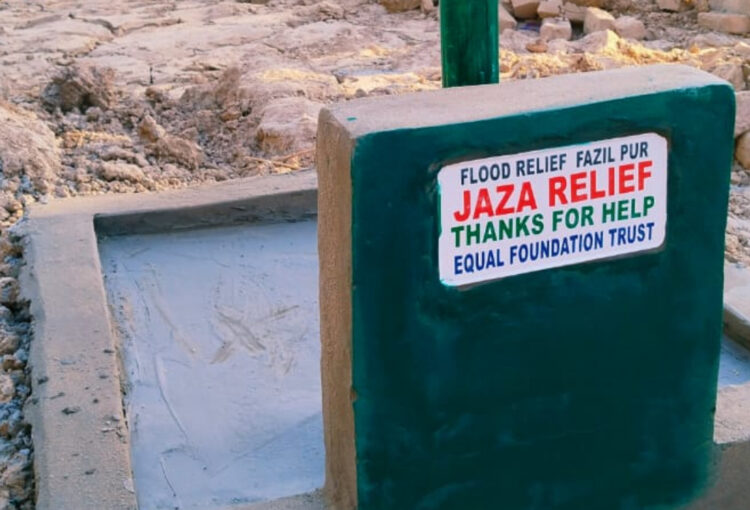 FLOOD RELIEF FAZIL PUR
JAZA RELIEF
THANKS FOR HELP
EQUAL FOUNDATION TRUST